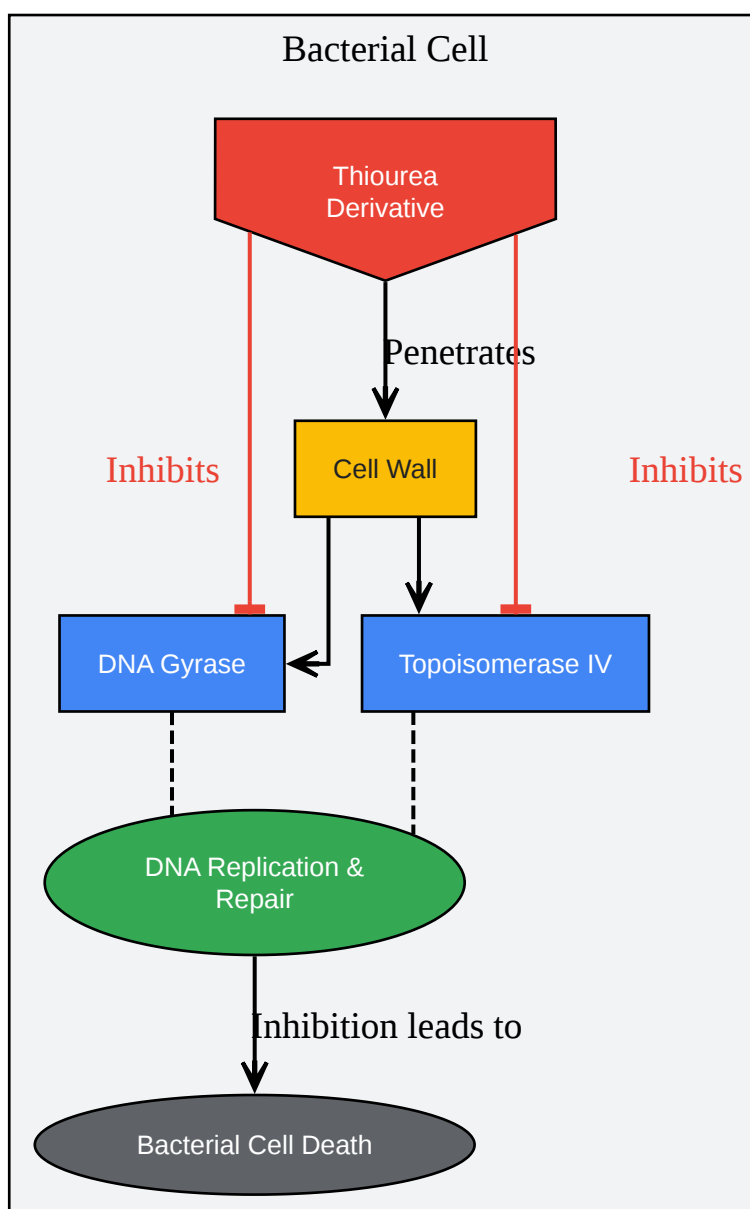 Bacterial Cell
Thiourea
Derivative
Penetrates
Cell Wall
Inhibits
Inhibits
DNA Gyrase
Topoisomerase IV
DNA Replication &
Repair
Inhibition leads to
Bacterial Cell Death